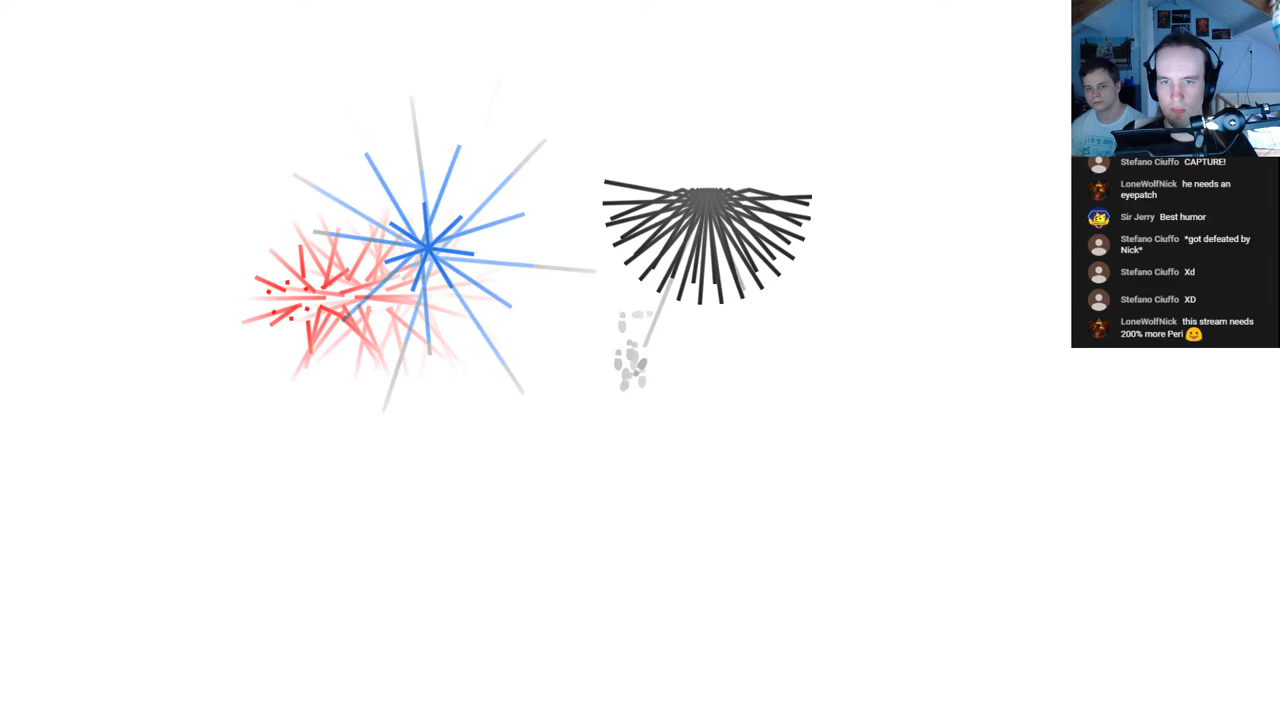 Stefano Ciuffo CAPTURE!
LoneWolfNick he needs an
eyepatch
Sir Jerry Best humor
Stefano Ciuffo *got defeated by
Nick*
Stefano Ciuffo Xd
Stefano Ciuffo XD
LoneWolfNick this stream needs
200% more Peri